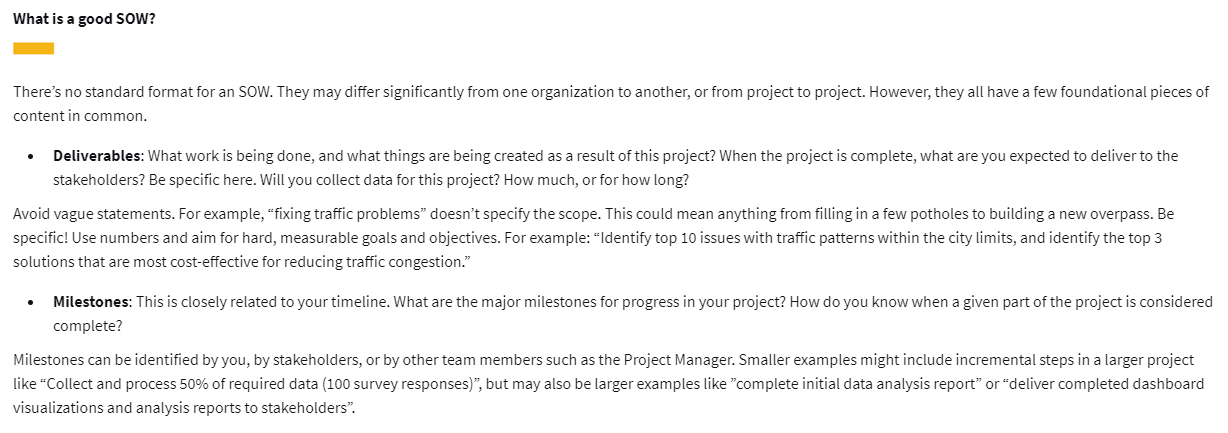 What is a good SOW?
There's no standard format for an SOW. They may differ significantly from one organization to another, or from project to project. However, they all have a few foundational pieces of
content in common.
• Deliverables: What work is being done, and what things are being created as a result of this project? When the project is complete, what are you expected to deliver to the
stakeholders? Be specific here. Will you collect data for this project? How much, or for how long?
Avoid vague statements. For example, “fixing traffic problems” doesn't specify the scope. This could mean anything from filling in a few potholes to building a new overpass. Be
specific! Use numbers and aim for hard, measurable goals and objectives. For example: “Identify top 10 issues with traffic patterns within the city limits, and identify the top 3
solutions that are most cost-effective for reducing traffic congestion.”
• Milestones: This is closely related to your timeline. What are the major milestones for progress in your project? How do you know when a given part of the project is considered
complete?
Milestones can be identified by you, by stakeholders, or by other team members such as the Project Manager. Smaller examples might include incremental steps in a larger project
like “Collect and process 50% of required data (100 survey responses)”, but may also be larger examples like ”complete initial data analysis report” or “deliver completed dashboard
visualizations and analysis reports to stakeholders”.